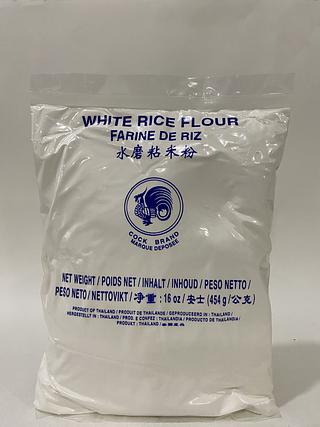 WHITE RICE FLOUR
FARINE DE RIZ
水磨粘米粉
COCK BRAND
MARQUE DEPOSEE
NET WEIGHT / POIDS NET / INHALT / INHOUD / PESO NETTO /
PESO NETO / NETTOVIKT / 净重 : 16 oz / 安士 (454 g /公克)
PRODUCT OF THAILAND / PRODUIT DE THAILANDE / GEPRODUCEERD IN : THAILAND /
HERGESTELLT IN : THAILAND / PROD. E CONFEZ : THAILANDIA / PRODUCTO DE THAILANDIA /
PRODUKT : THAILAND /